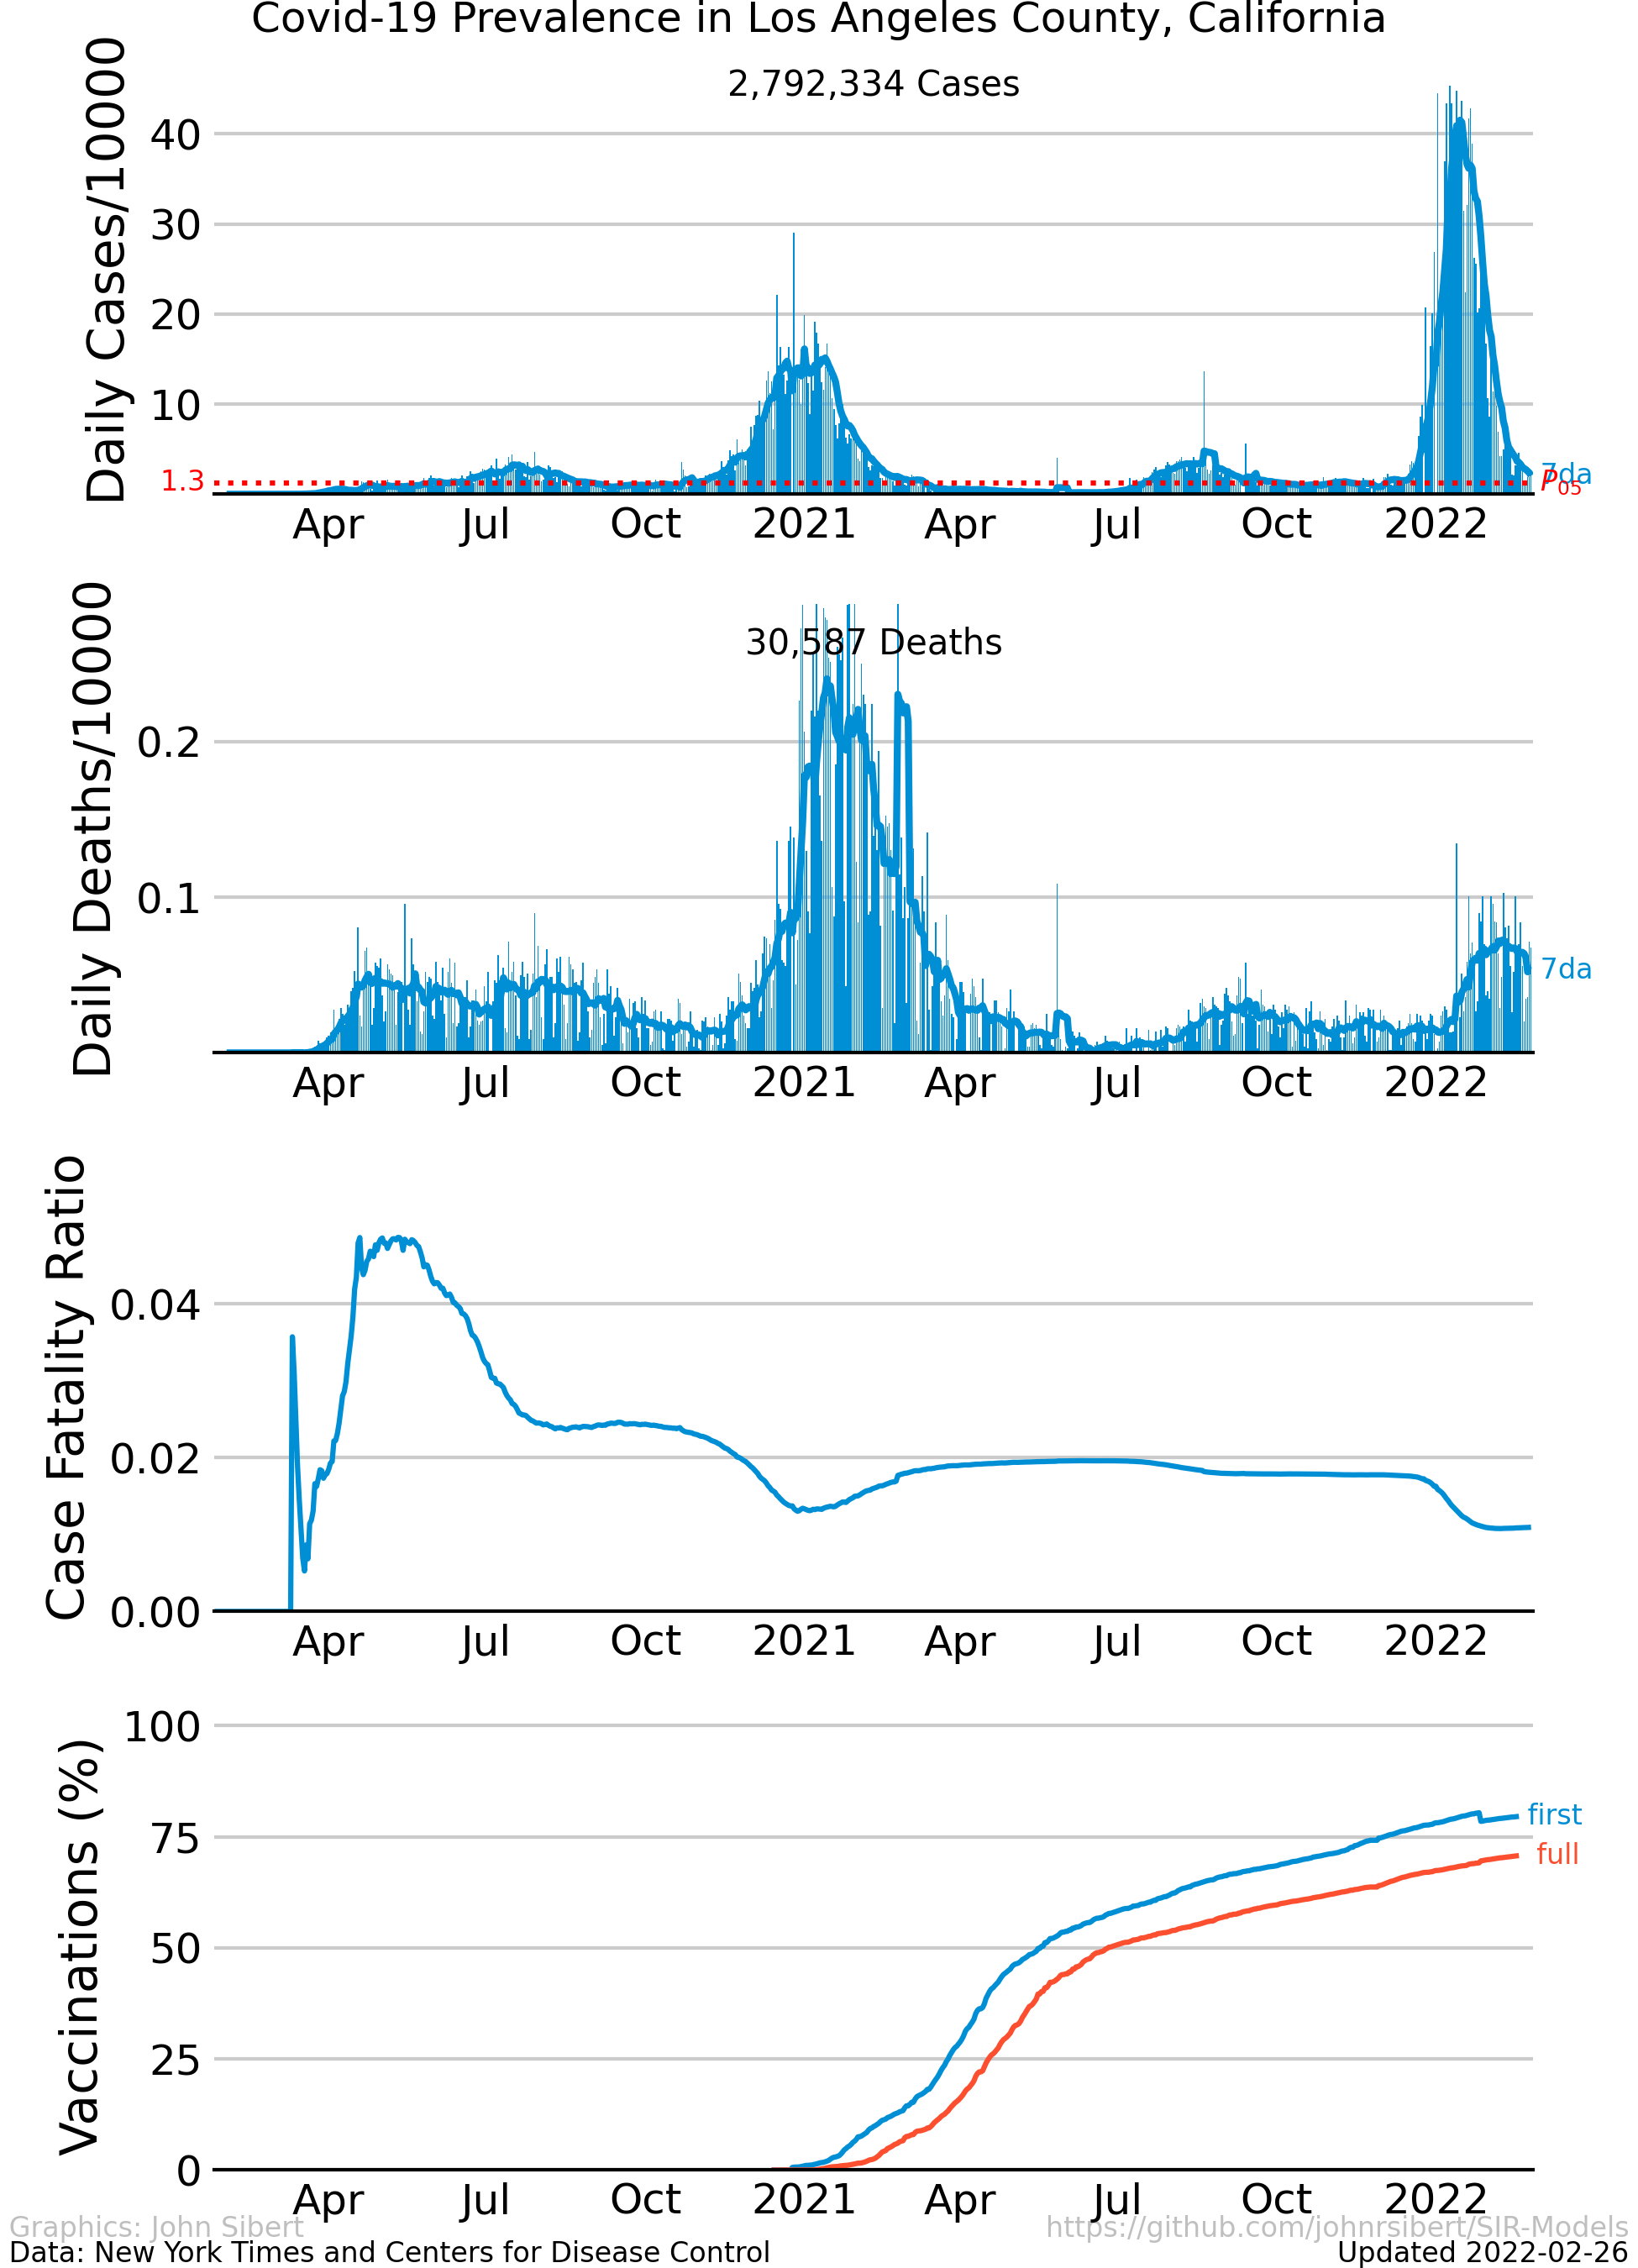 Covid-19 Prevalence in Los Angeles County, California
2,792,334 Cases
Daily Cases/10000
40
30
20
10
1.3
7da
P05
Apr Jul Oct 2021 Apr Jul Oct 2022
30,587 Deaths
Daily Deaths/10000
0.2
0.1
7da
Apr Jul Oct 2021 Apr Jul Oct 2022
Case Fatality Ratio
0.04
0.02
0.00
Apr Jul Oct 2021 Apr Jul Oct 2022
Vaccinations (%)
100
75
50
25
0
first
full
Apr Jul Oct 2021 Apr Jul Oct 2022
Graphics: John Sibert https://github.com/johnrsibert/SIR-Models
Data: New York Times and Centers for Disease Control Updated 2022-02-26